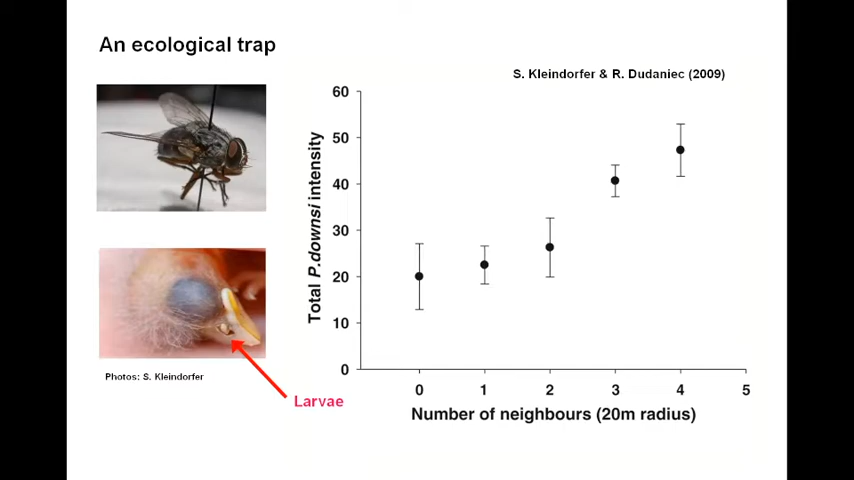 An ecological trap
S. Kleindorfer & R. Dudaniec (2009)
60
50
40
30
20
10
0
Total P.downsi intensity
0 1 2 3 4 5
Number of neighbours (20m radius)
Photos: S. Kleindorfer
Larvae